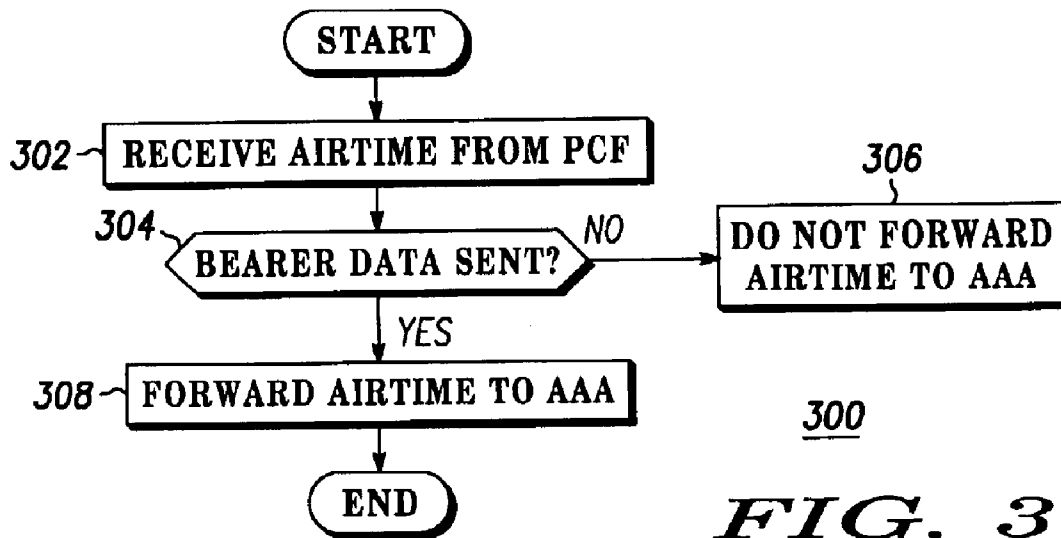 START
302
RECEIVE AIRTIME FROM PCF
304
BEARER DATA SENT?
NO
306
DO NOT FORWARD
AIRTIME TO AAA
YES
308
FORWARD AIRTIME TO AAA
300
END
FIG. 3